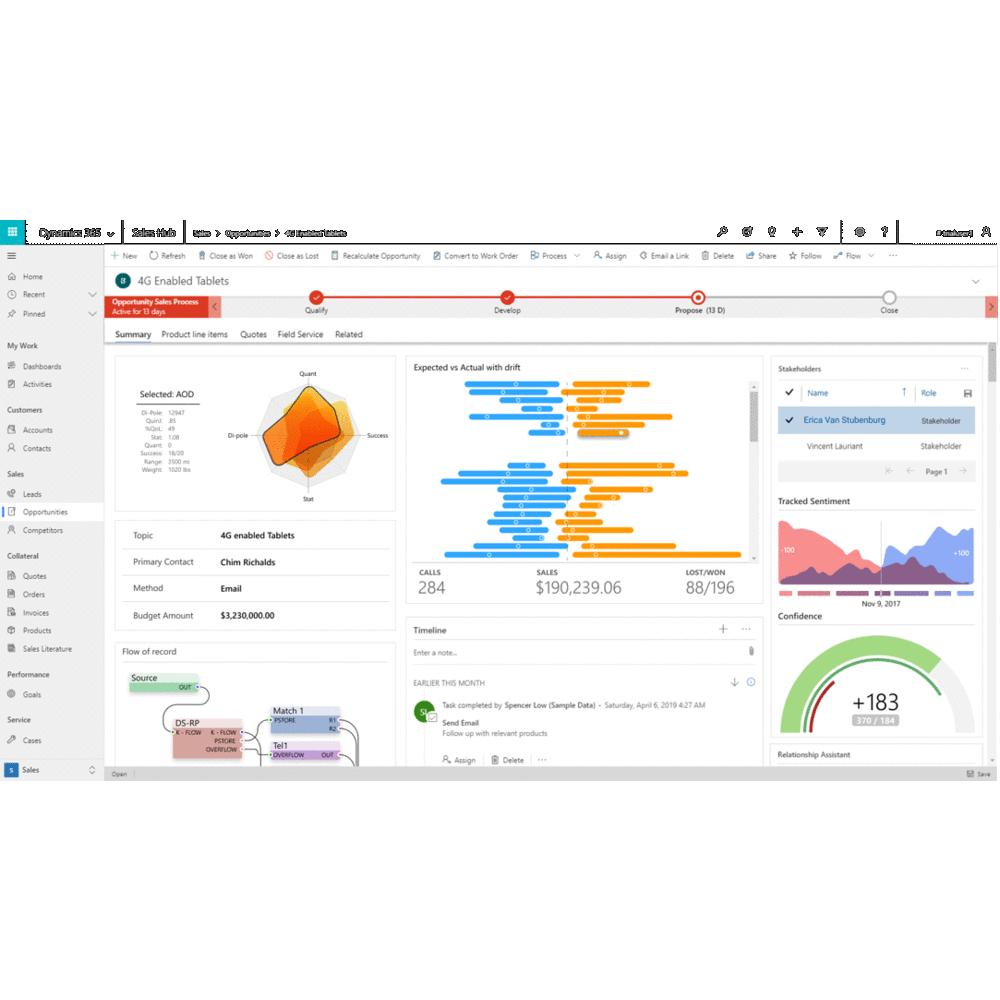 Dynamics 365
Sales Hub
Sales > Opportunities > 4G Enabled Tablets
New Refresh Close as Won Close as Lost Recalculate Opportunity Convert to Work Order Process Assign Email a Link Delete Share Follow Flow
Home
Recent
Pinned
My Work
Dashboards
Activities
Customers
Accounts
Contacts
Sales
Leads
Opportunities
Competitors
Collateral
Quotes
Orders
Invoices
Products
Sales Literature
Performance
Goals
Service
Cases
S Sales
4G Enabled Tablets
Opportunity Sales Process
Active for 13 days
Qualify
Develop
Propose (13 D)
Close
Summary Product line items Quotes Field Service Related
Selected: AOD
Di-Pole: 12947
Quint: .85
%QoL: 49
Stat: 1.08
Quant: 0
Success: 18/20
Range: 3500 mi
Weight: 1020 lbs
Quant
Di-pole
Success
Stat
Topic 4G enabled Tablets
Primary Contact Chim Richalds
Method Email
Budget Amount $3,230,000.00
Flow of record
Source
OUT
DS-RP
K - FLOW K - FLOW
PSTORE
OVERFLOW
Match 1
PSTORE R1
R2
Tel1
OVERFLOW OUT
Expected vs Actual with drift
CALLS SALES LOST/WON
284 $190,239.06 88/196
Timeline
Enter a note...
EARLIER THIS MONTH
Task completed by Spencer Low (Sample Data) - Saturday, April 6, 2019 4:27 AM
Send Email
Follow up with relevant products
Assign Delete
Stakeholders
Name Role
Erica Van Stubenburg Stakeholder
Vincent Lauriant Stakeholder
Page 1
Tracked Sentiment
-100
+100
Nov 9, 2017
Confidence
+183
370 / 184
Relationship Assistant
Open
Save